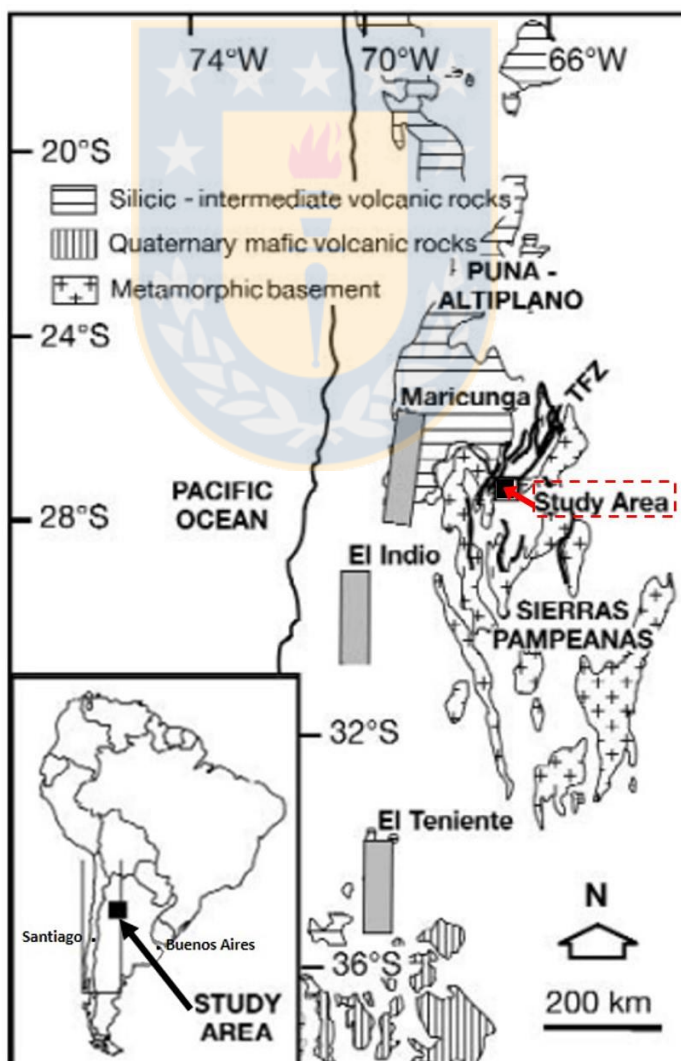 74°W 70°W 66°W
20°S
Silicic - intermediate volcanic rocks
Quaternary mafic volcanic rocks
Metamorphic basement
PUNA -
ALTIPLANO
24°S
Maricunga
TFZ
PACIFIC
OCEAN
Study Area
28°S
El Indio
SIERRAS
PAMPEANAS
32°S
El Teniente
N
Santiago
Buenos Aires
36°S
STUDY
AREA
200 km